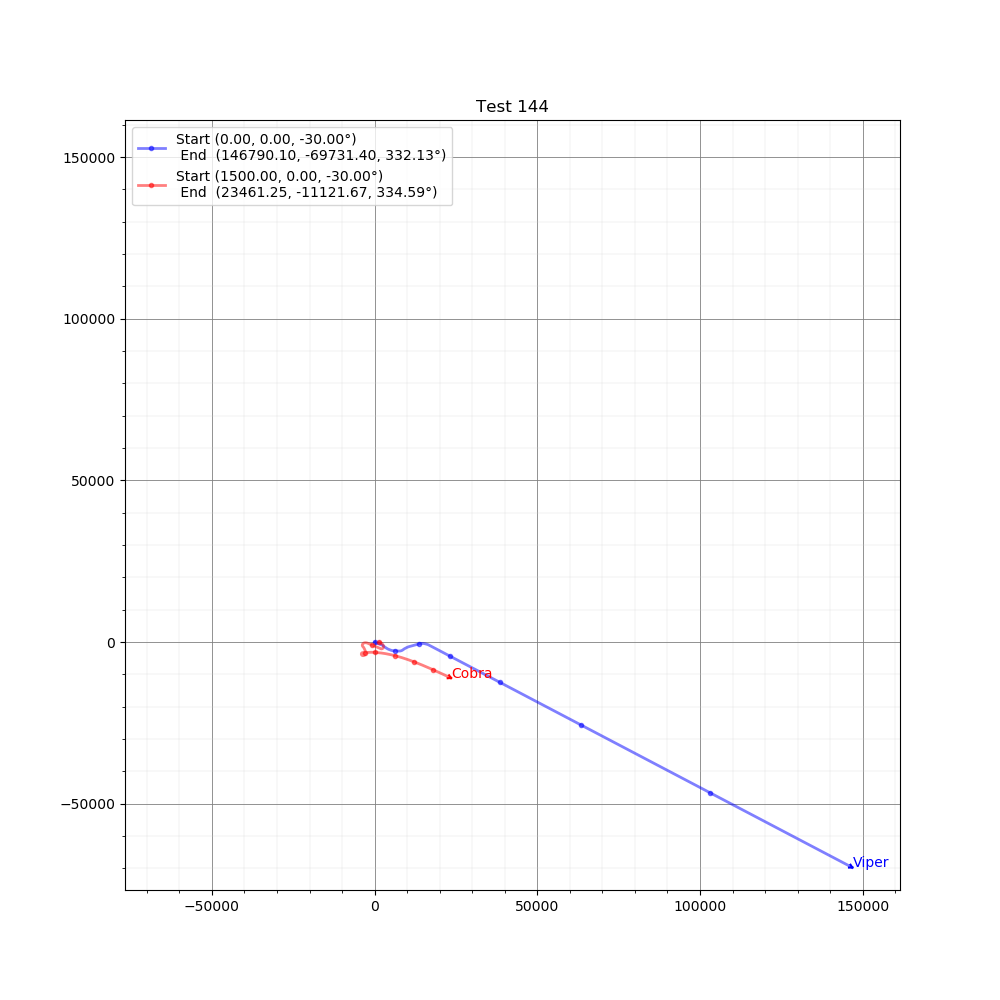 Test 144
Start (0.00, 0.00, -30.00°)
End (146790.10, -69731.40, 332.13°)
Start (1500.00, 0.00, -30.00°)
End (23461.25, -11121.67, 334.59°)
150000
100000
50000
0
−50000
Cobra
Viper
−50000
0
50000
100000
150000